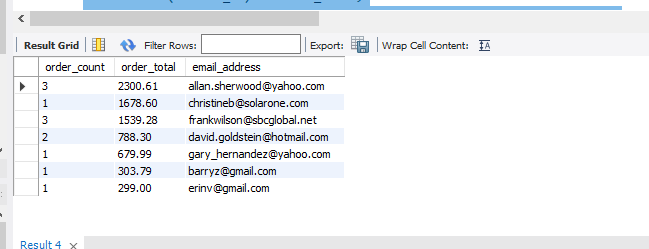 Result Grid Filter Rows: Export: Wrap Cell Content:
order_count order_total email_address
3 2300.61 allan.sherwood@yahoo.com
1 1678.60 christineb@solarone.com
3 1539.28 frankwilson@sbcglobal.net
2 788.30 david.goldstein@hotmail.com
1 679.99 gary_hernandez@yahoo.com
1 303.79 barryz@gmail.com
1 299.00 erinv@gmail.com
Result 4